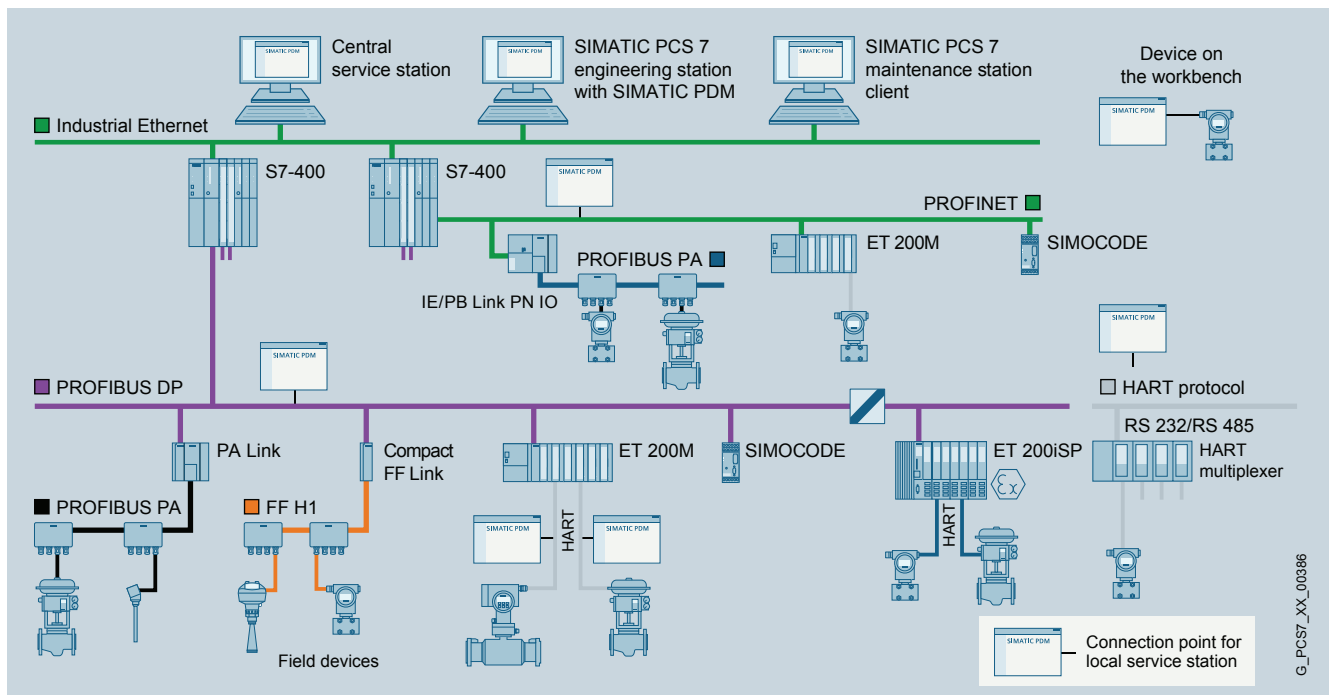 SIMATIC PDM
Central
service station
SIMATIC PDM
SIMATIC PCS 7
engineering station
with SIMATIC PDM
SIMATIC PDM
SIMATIC PCS 7
maintenance station
client
Device on
the workbench
SIMATIC PDM
Industrial Ethernet
S7-400
S7-400
SIMATIC PDM
PROFINET
ET 200M
SIMOCODE
PROFIBUS PA
IE/PB Link PN IO
SIMATIC PDM
SIMATIC PDM
PROFIBUS DP
HART protocol
PA Link
Compact
FF Link
ET 200M
SIMOCODE
ET 200iSP
RS 232/RS 485
HART
multiplexer
εx
PROFIBUS PA
FF H1
SIMATIC PDM
HART
SIMATIC PDM
HART
Field devices
SIMATIC PDM
Connection point for
local service station
G_PCS7_XX_00386